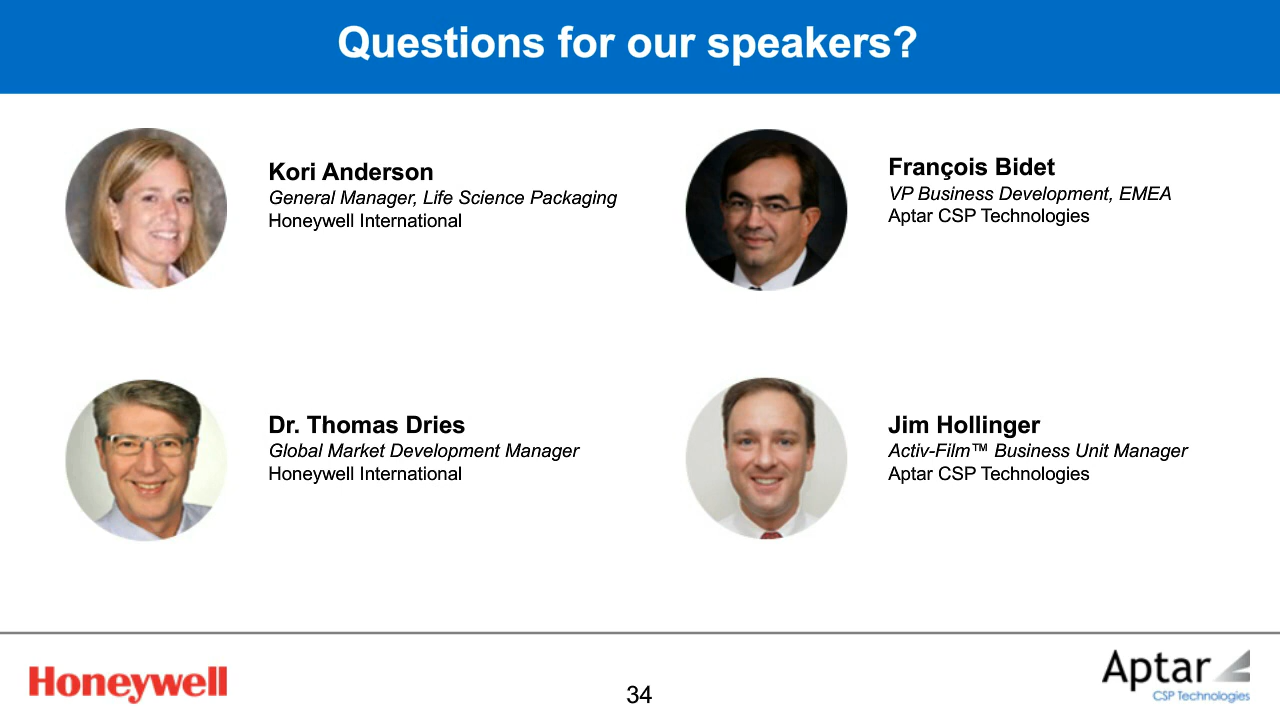 Questions for our speakers?
Kori Anderson
General Manager, Life Science Packaging
Honeywell International
François Bidet
VP Business Development, EMEA
Aptar CSP Technologies
Dr. Thomas Dries
Global Market Development Manager
Honeywell International
Jim Hollinger
Activ-Film™ Business Unit Manager
Aptar CSP Technologies
Honeywell
34
Aptar
CSP Technologies